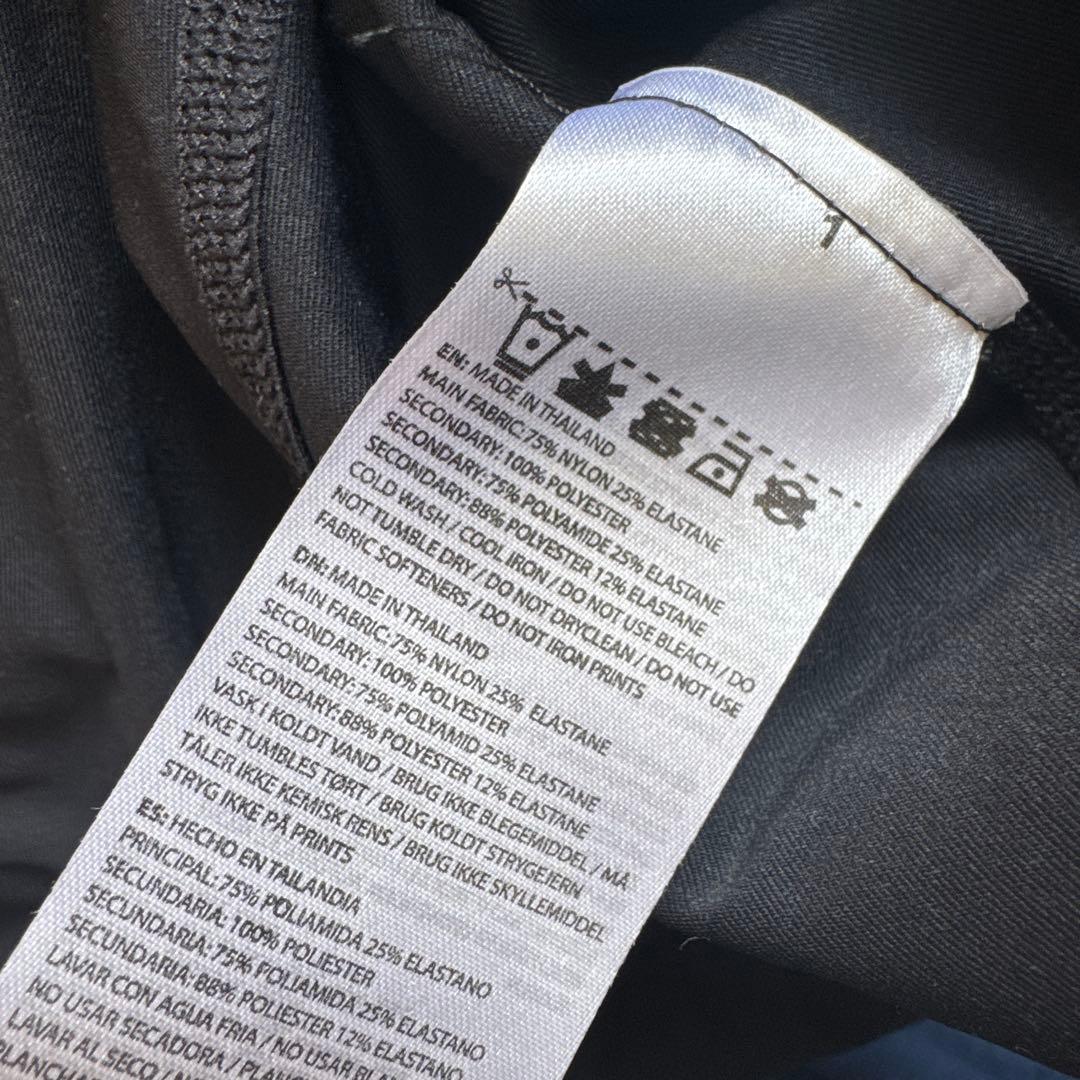 1
EN: MADE IN THAILAND
MAIN FABRIC: 75% NYLON 25% ELASTANE
SECONDARY: 100% POLYESTER
SECONDARY: 75% POLYAMIDE 25% ELASTANE
SECONDARY: 88% POLYESTER 12% ELASTANE
COLD WASH / COOL IRON / DO NOT USE BLEACH / DO
NOT TUMBLE DRY / DO NOT DRYCLEAN / DO NOT USE
FABRIC SOFTENERS / DO NOT IRON PRINTS
DN: MADE IN THAILAND
MAIN FABRIC: 75% NYLON 25% ELASTANE
SECONDARY: 100% POLYESTER
SECONDARY: 75% POLYAMID 25% ELASTANE
SECONDARY: 88% POLYESTER 12% ELASTANE
VASK I KOLDT VAND / BRUG IKKE BLEGEMIDDEL / MÅ
IKKE TUMBLES TØRT / BRUG KOLDT STRYGEJERN
TÅLER IKKE KEMISK RENS / BRUG IKKE SKYLLEMIDDEL
STRYG IKKE PÅ PRINTS
ES: HECHO EN TAILANDIA
PRINCIPAL: 75% POLIAMIDA 25% ELASTANO
SECUNDARIA: 100% POLIESTER
SECUNDARIA: 75% POLIAMIDA 25% ELASTANO
SECUNDARIA: 88% POLIESTER 12% ELASTANO
LAVAR CON AGUA FRIA / NO USAR
NO USAR SECADORA /
LAVAR AL SECO /